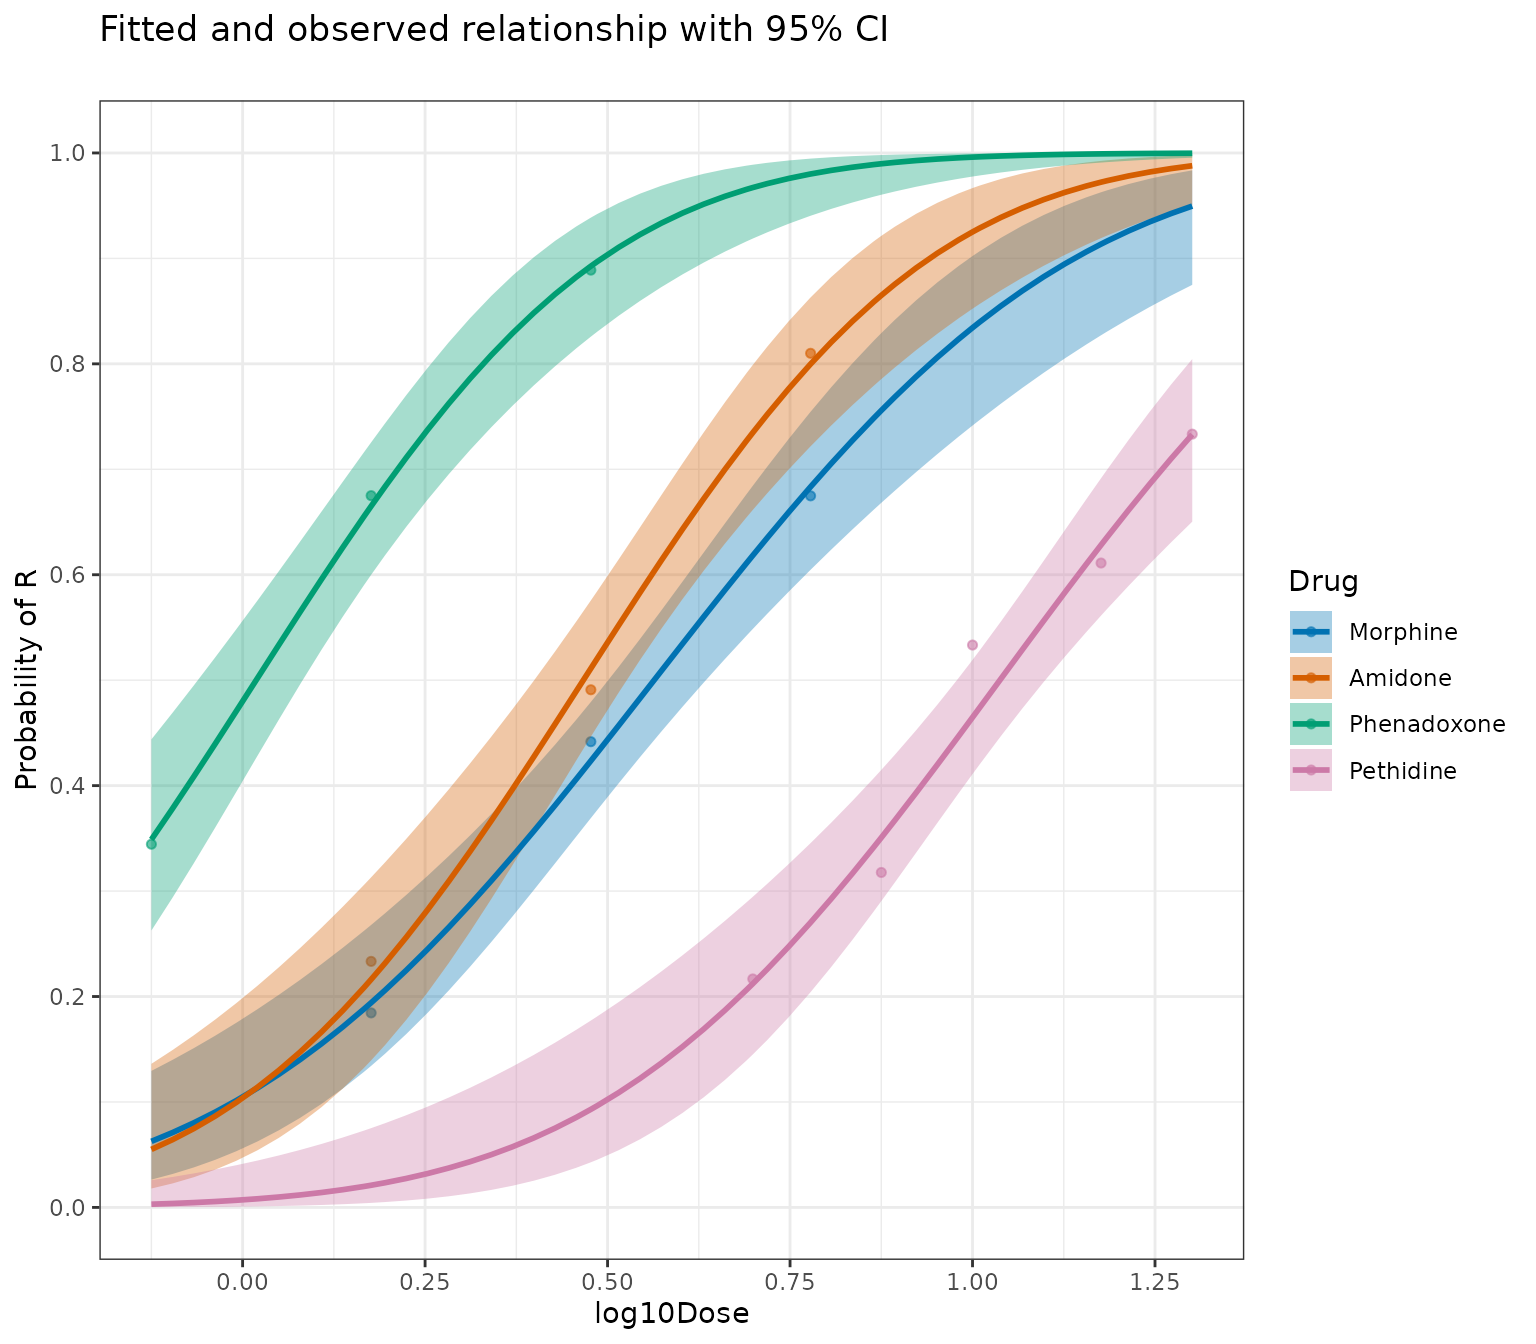 Fitted and observed relationship with 95% CI
1.0
0.8
0.6
0.4
0.2
0.0
Probability of R
0.00 0.25 0.50 0.75 1.00 1.25
log10Dose
Drug
Morphine
Amidone
Phenadoxone
Pethidine